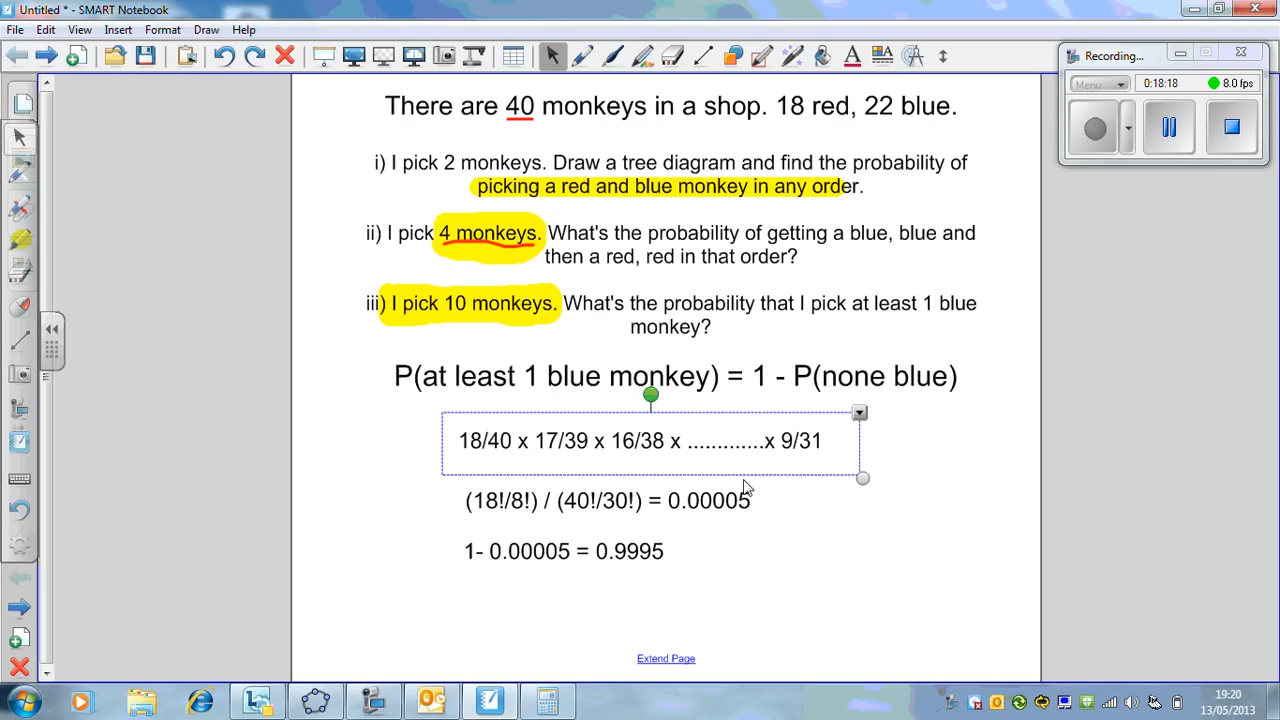 Untitled * - SMART Notebook
File Edit View Insert Format Draw Help
Recording...
Menu 0:18:18 8.0 fps
There are 40 monkeys in a shop. 18 red, 22 blue.
i) I pick 2 monkeys. Draw a tree diagram and find the probability of
picking a red and blue monkey in any order.
ii) I pick 4 monkeys. What's the probability of getting a blue, blue and
then a red, red in that order?
iii) I pick 10 monkeys. What's the probability that I pick at least 1 blue
monkey?
P(at least 1 blue monkey) = 1 - P(none blue)
18/40 x 17/39 x 16/38 x .............x 9/31
(18!/8!) / (40!/30!) = 0.00005
1- 0.00005 = 0.9995
Extend Page
19:20
13/05/2013